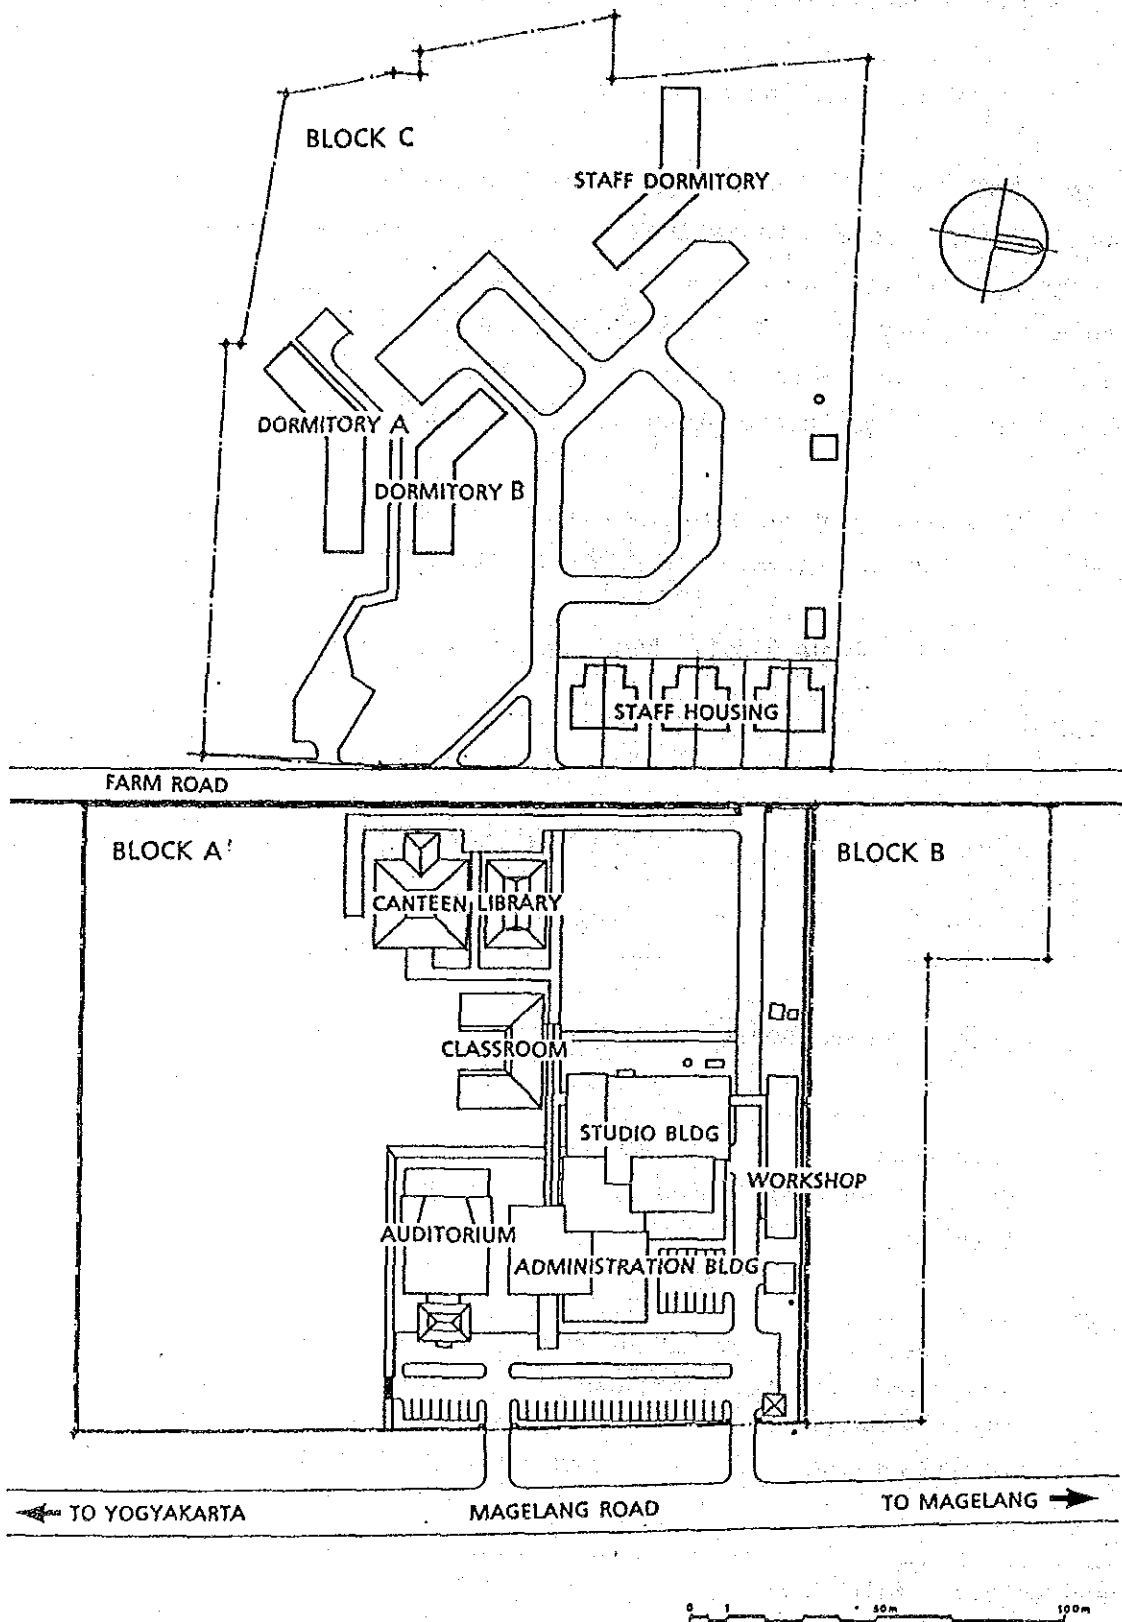 BLOCK C
STAFF DORMITORY
DORMITORY A
DORMITORY B
STAFF HOUSING
FARM ROAD
BLOCK A
BLOCK B
CANTEEN
LIBRARY
CLASSROOM
STUDIO BLDG
WORKSHOP
AUDITORIUM
ADMINISTRATION BLDG
TO YOGYAKARTA
MAGELANG ROAD
TO MAGELANG
0 1 50m 100m